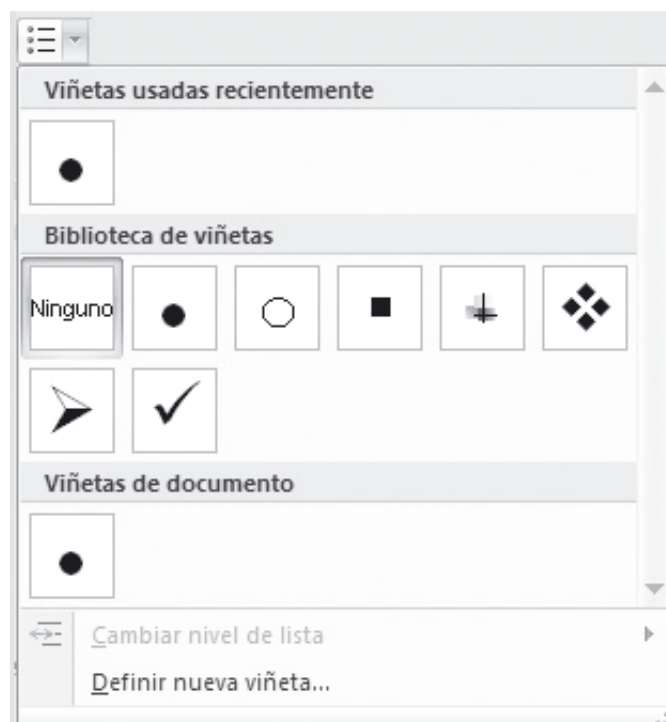 Viñetas usadas recientemente
Biblioteca de viñetas
Ninguno
Viñetas de documento
Cambiar nivel de lista
Definir nueva viñeta...